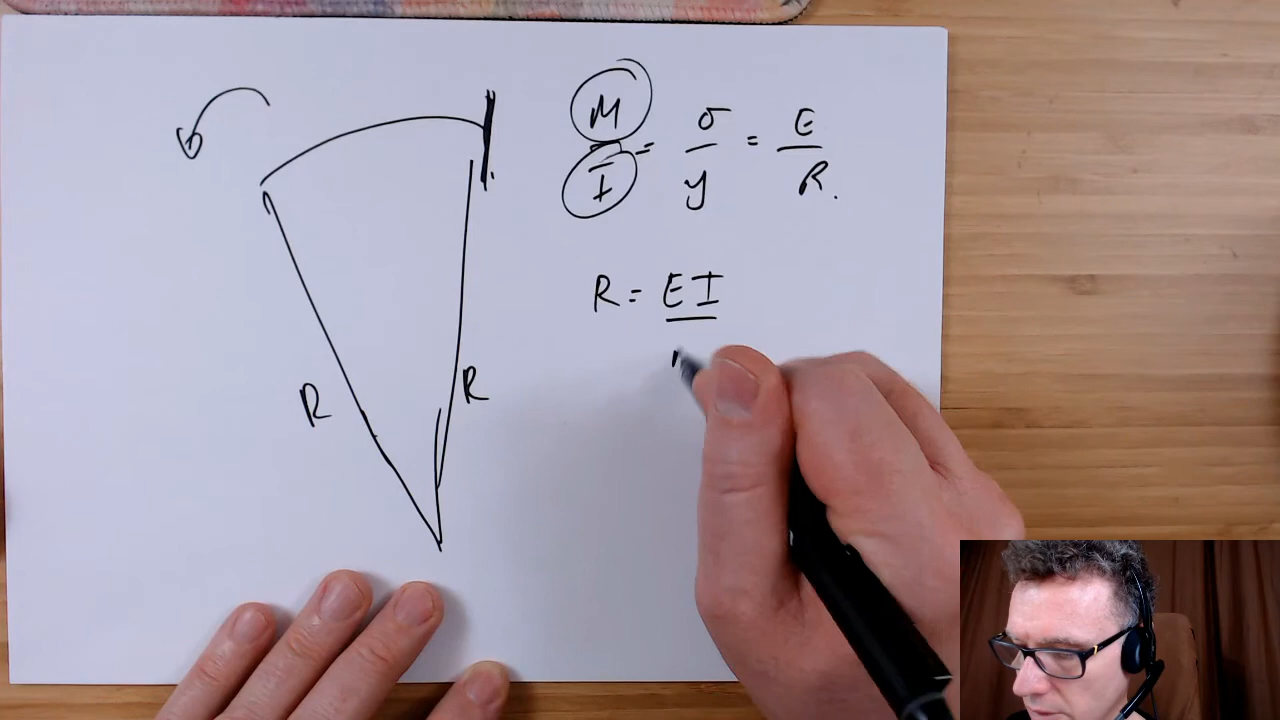 M/I = σ/y = E/R.
R = EI
R
R